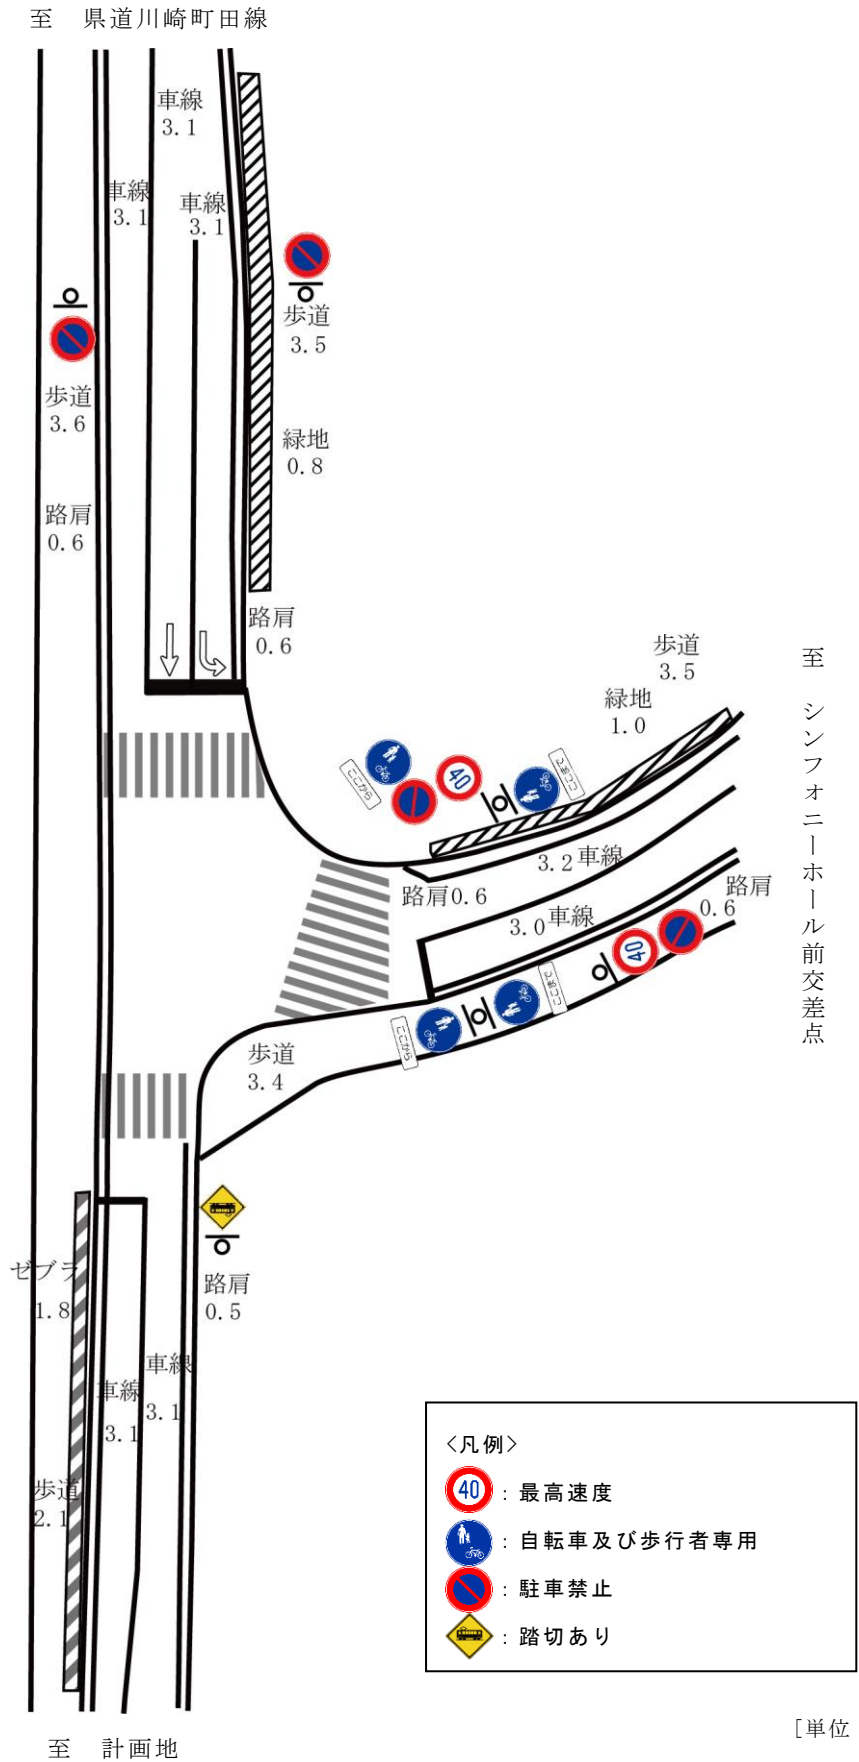 至　県道川崎町田線
車線
3.1
車線
3.1
車線
3.1
歩道
3.5
歩道
3.6
緑地
0.8
路肩
0.6
路肩
0.6
歩道
3.5
緑地
1.0
至　シンフォニーホール前交差点
ここから
40
ここまで
3.2車線
路肩0.6
路肩
0.6
3.0車線
40
ここまで
ここから
歩道
3.4
ゼブラ
1.8
路肩
0.5
車線
3.1
車線
3.1
歩道
2.1
<凡例>
40 : 最高速度
: 自転車及び歩行者専用
: 駐車禁止
: 踏切あり
[単位
至　計画地